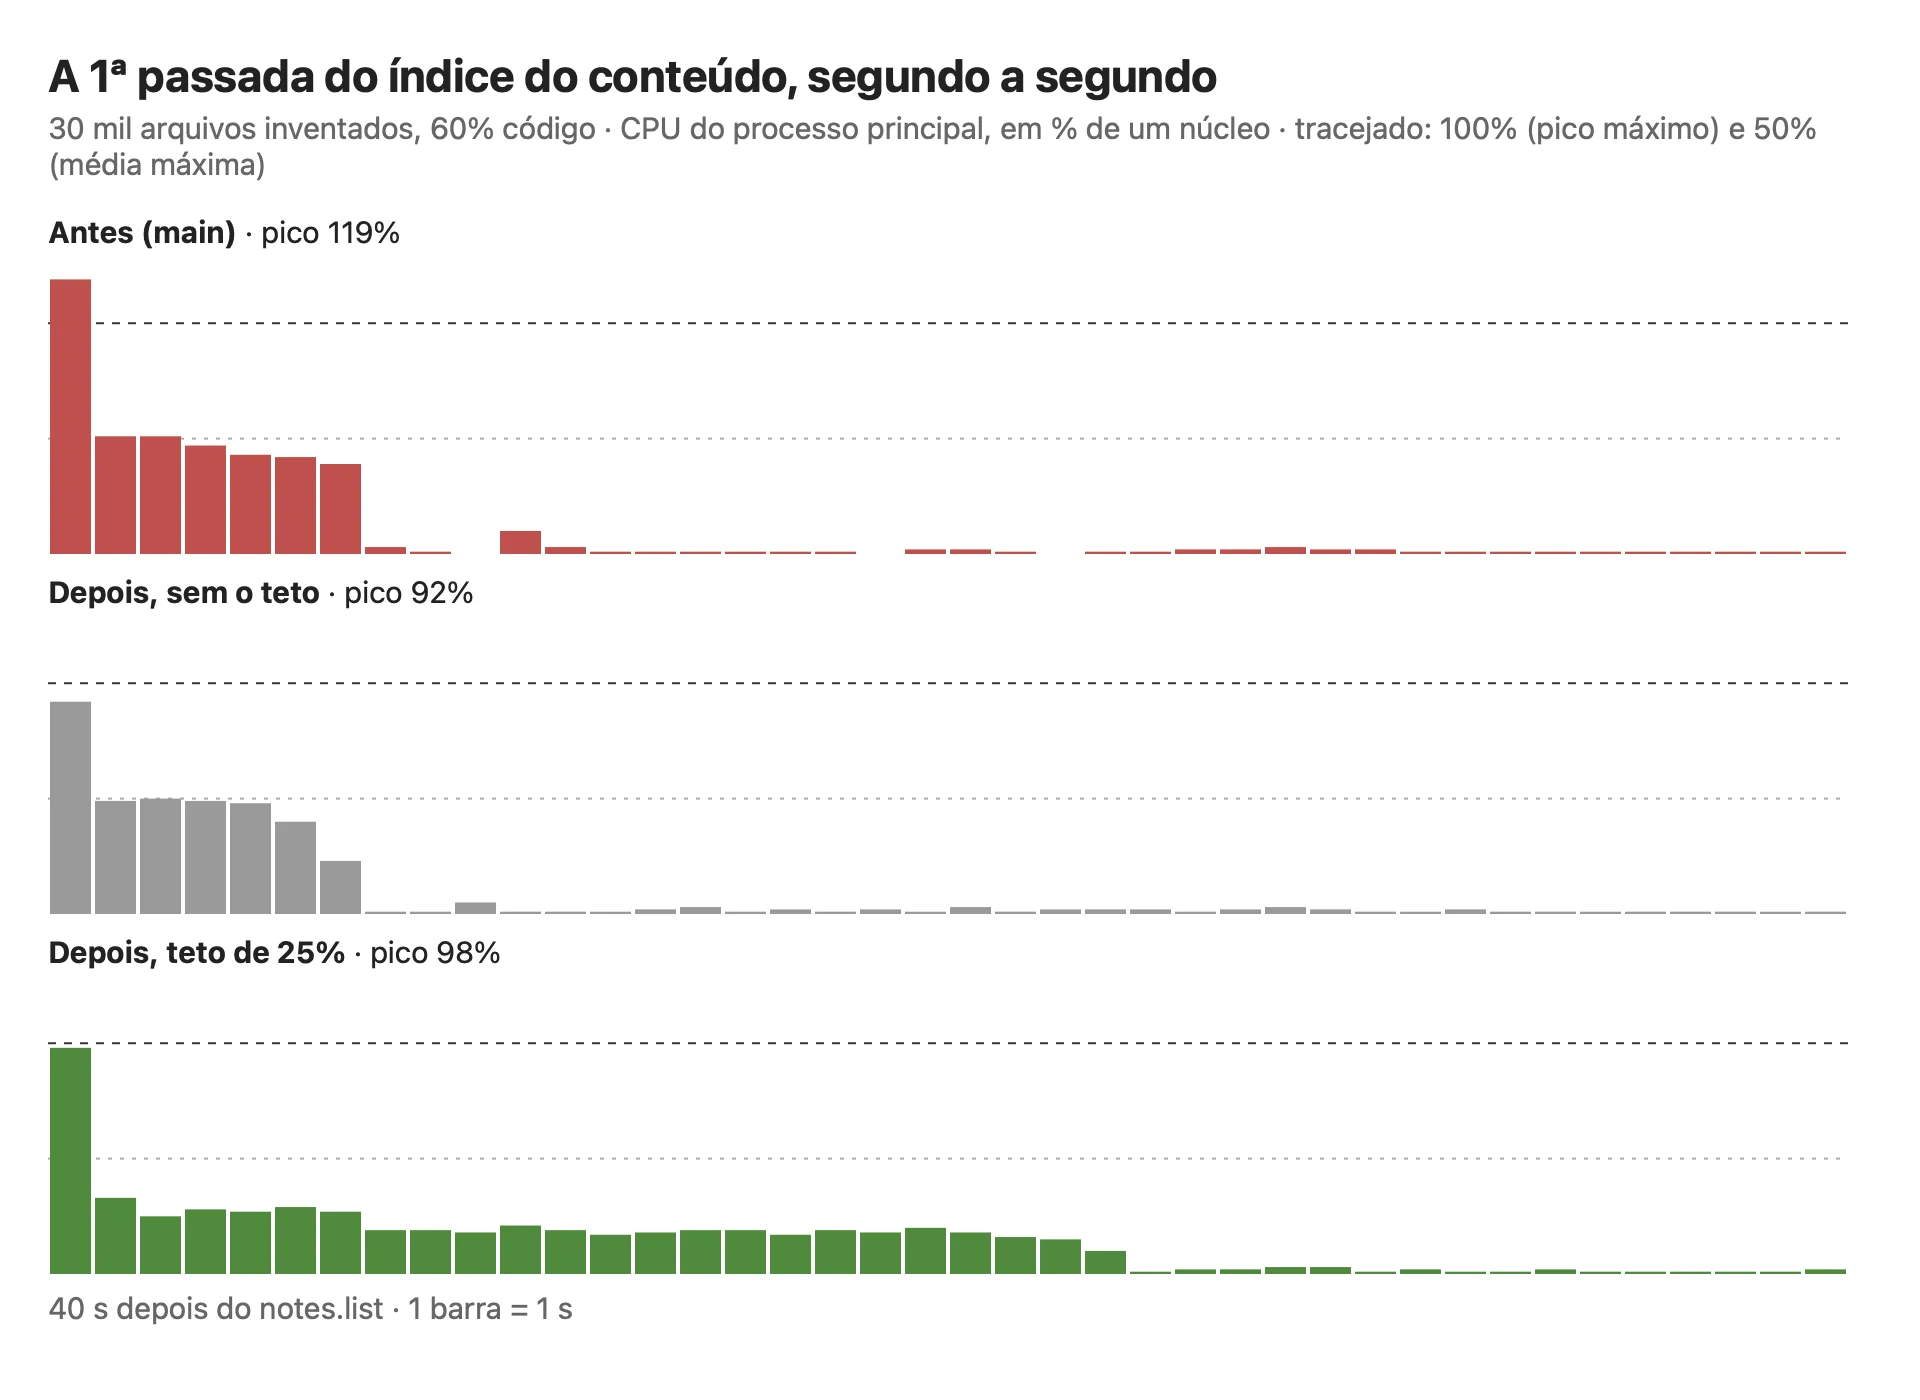 A 1ª passada do índice do conteúdo, segundo a segundo
30 mil arquivos inventados, 60% código · CPU do processo principal, em % de um núcleo · tracejado: 100% (pico máximo) e 50%
(média máxima)
Antes (main) · pico 119%
Depois, sem o teto · pico 92%
Depois, teto de 25% · pico 98%
40 s depois do notes.list · 1 barra = 1 s